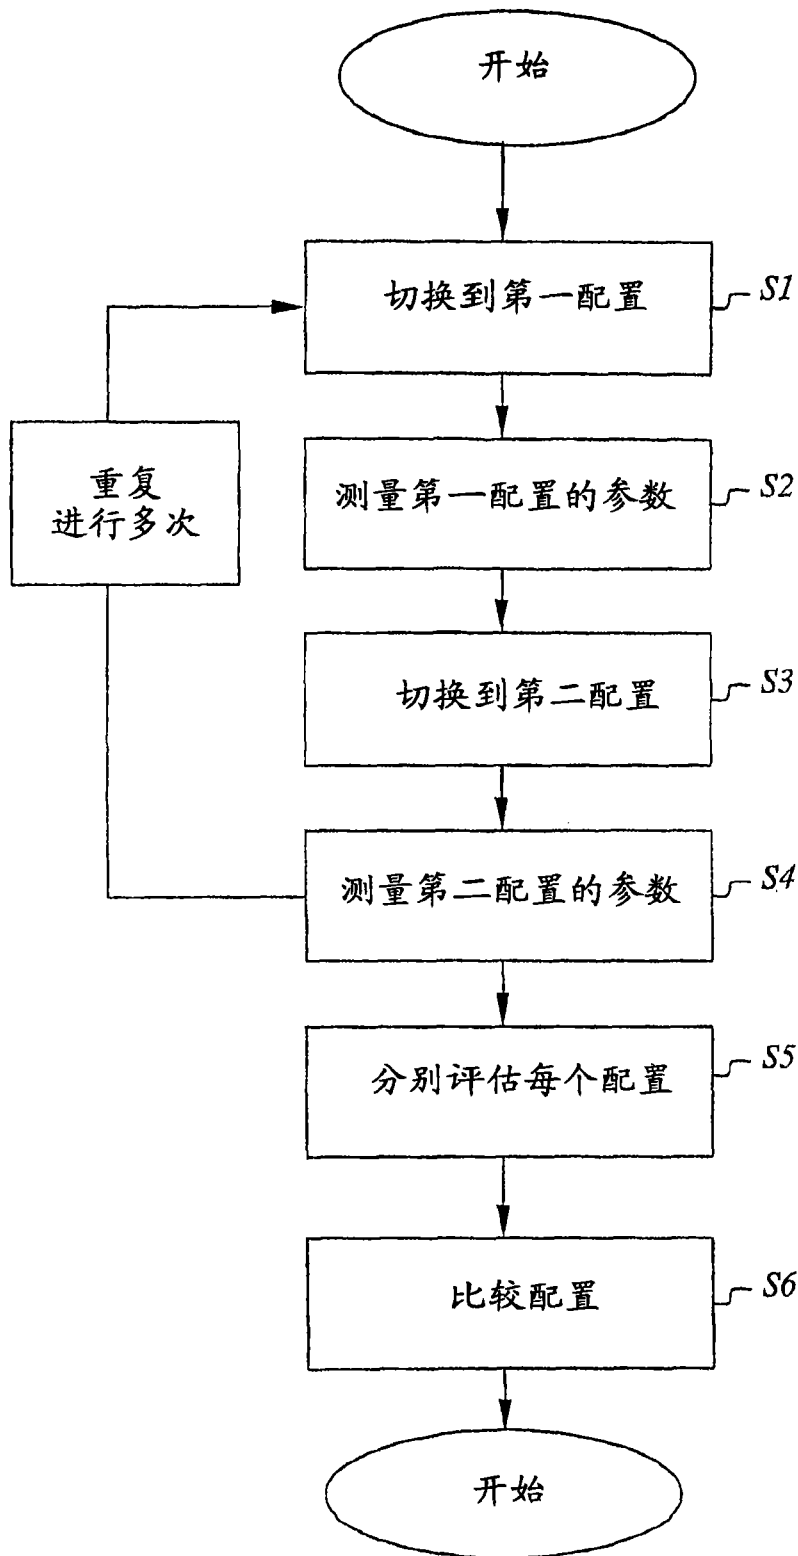 开始
切换到第一配置
S1
重复
进行多次
测量第一配置的参数
S2
切换到第二配置
S3
测量第二配置的参数
S4
分别评估每个配置
S5
比较配置
S6
开始